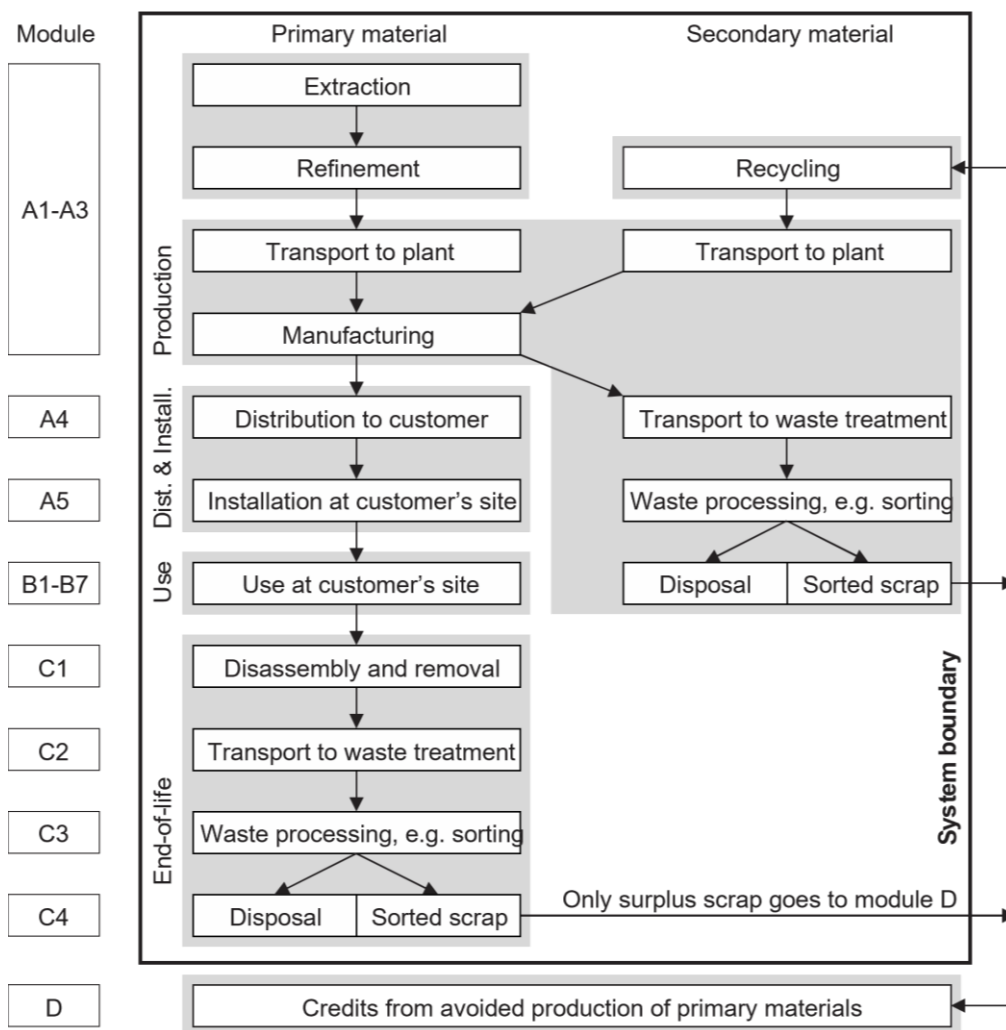 Module
Primary material
Secondary material
A1-A3
Extraction
Refinement
Recycling
Production
Transport to plant
Transport to plant
Manufacturing
Dist. & Install.
A4
Distribution to customer
Transport to waste treatment
A5
Installation at customer’s site
Waste processing, e.g. sorting
Use
B1-B7
Use at customer’s site
Disposal
Sorted scrap
End-of-life
C1
Disassembly and removal
System boundary
C2
Transport to waste treatment
C3
Waste processing, e.g. sorting
C4
Disposal
Sorted scrap
Only surplus scrap goes to module D
D
Credits from avoided production of primary materials